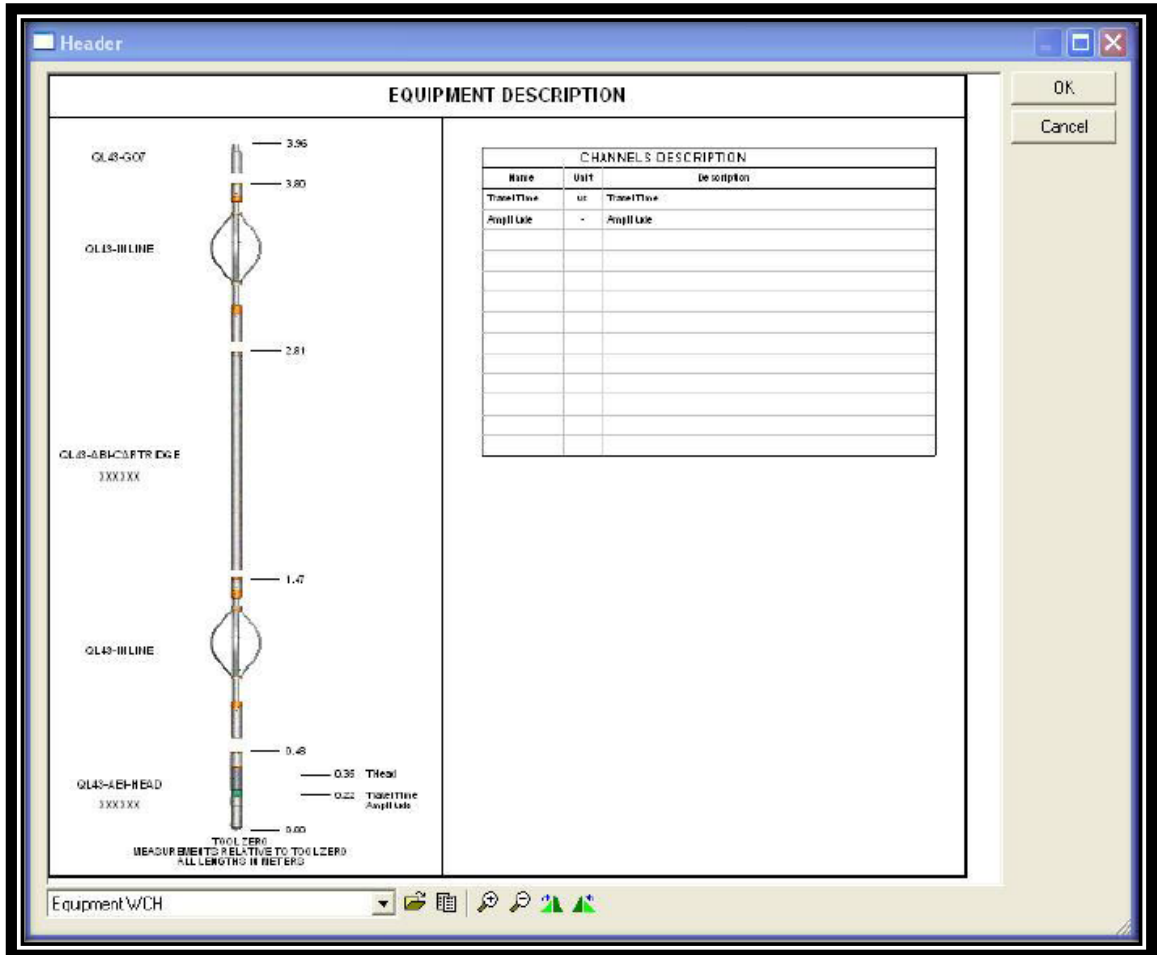 Header
OK
Cancel
EQUIPMENT DESCRIPTION
QL43-GO7
3.96
3.80
QL43-INLINE
2.81
QL43-ABI-CARTRIDGE
XXXXXX
1.47
QL43-INLINE
0.48
0.36 THead
QL43-ABI-HEAD
0.22 TravelTime
XXXXXX
Amplitude
0.00
TOOL ZERO
MEASUREMENTS RELATIVE TO TOOL ZERO
ALL LENGTHS IN METERS
CHANNELS DESCRIPTION
Name Unit Description
TravelTime us TravelTime
Amplitude - Amplitude
Equipment WCH